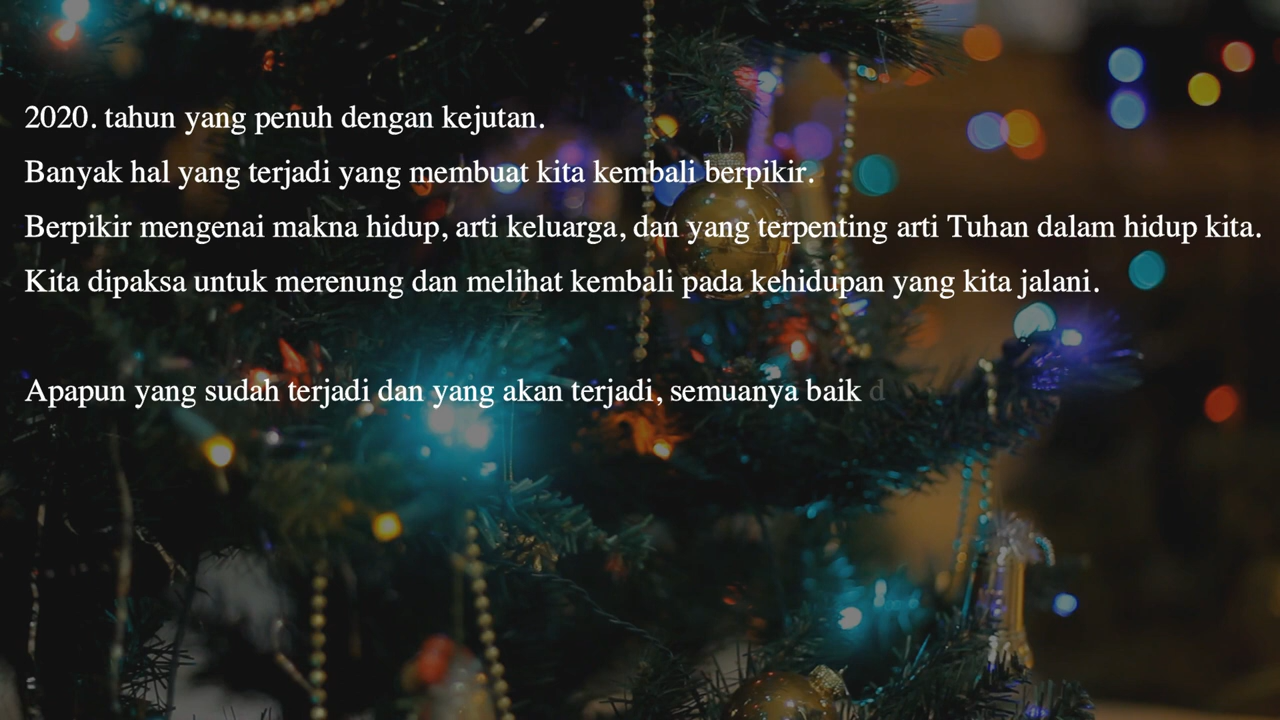 2020. tahun yang penuh dengan kejutan.
Banyak hal yang terjadi yang membuat kita kembali berpikir.
Berpikir mengenai makna hidup, arti keluarga, dan yang terpenting arti Tuhan dalam hidup kita.
Kita dipaksa untuk merenung dan melihat kembali pada kehidupan yang kita jalani.
Apapun yang sudah terjadi dan yang akan terjadi, semuanya baik d